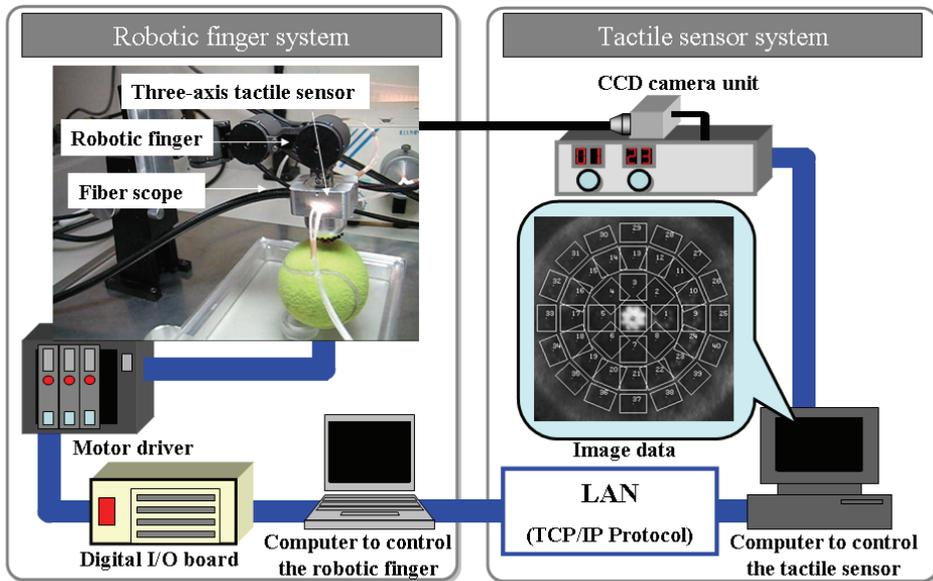 Robotic finger system
Tactile sensor system
Three-axis tactile sensor
Robotic finger
Fiber scope
CCD camera unit
01 23
29
30 28
31 13 27
14 12
32 15 11 26
3
16 4 2 10
33 17 5 1 9 25
18 6 8 24
7
34 19 23 40
20 21 22
35 39
36 37 38
Image data
Motor driver
LAN
(TCP/IP Protocol)
Digital I/O board
Computer to control
the robotic finger
Computer to control
the tactile sensor